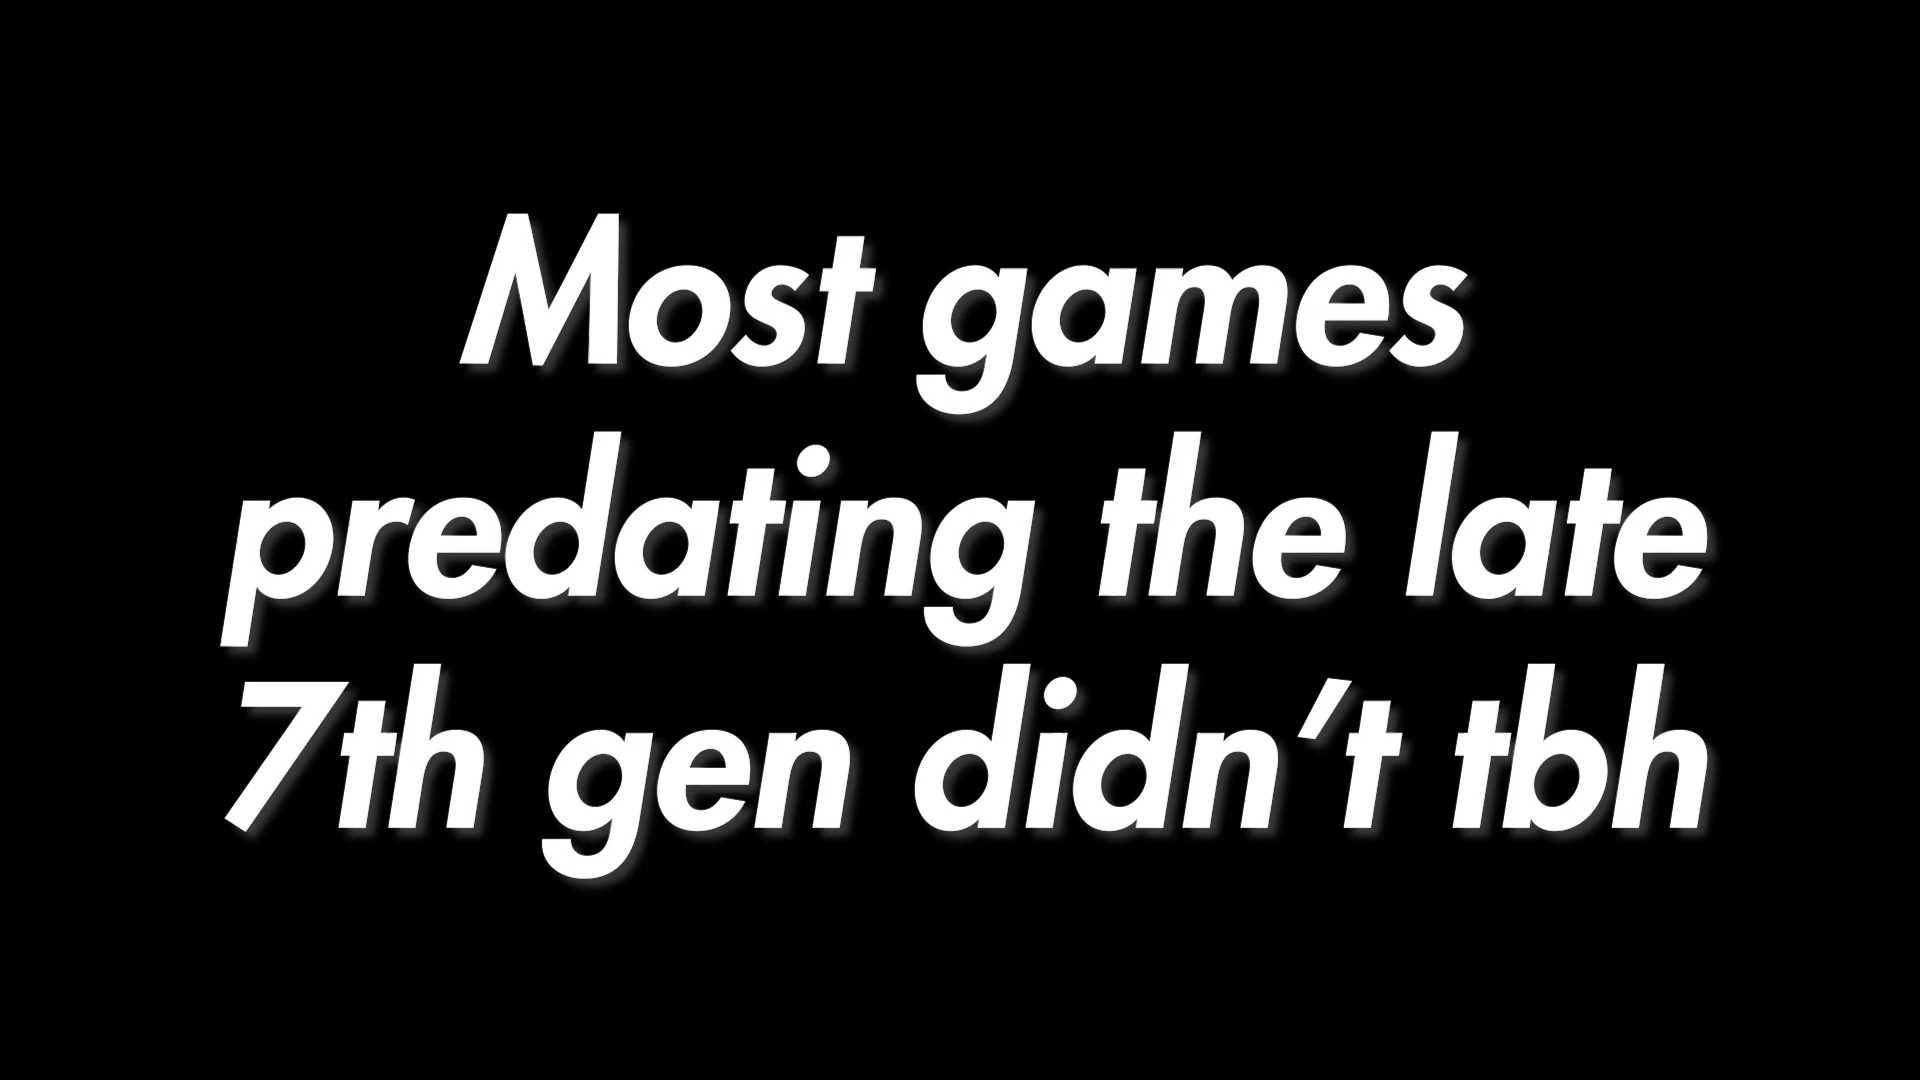 Most games
predating the late
7th gen didn't tbh